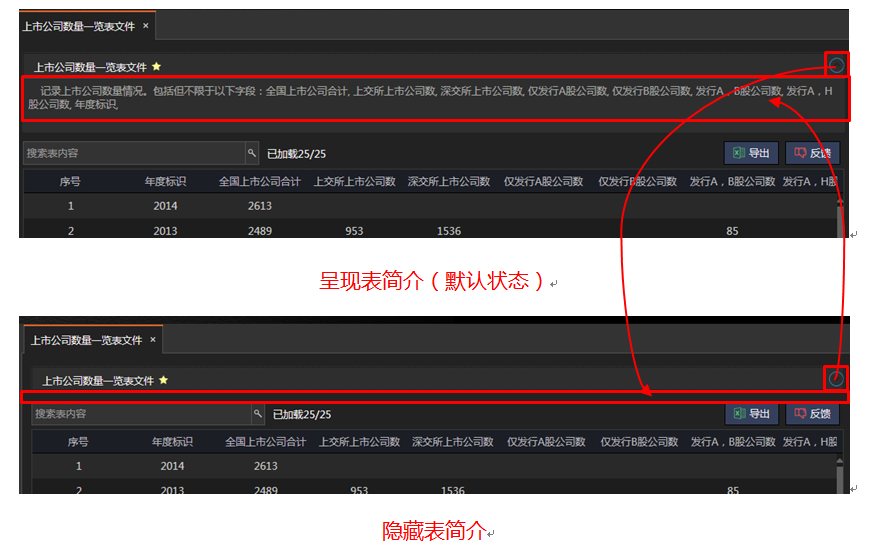 上市公司数量一览表文件 ×
上市公司数量一览表文件
记录上市公司数量情况。包括但不限于以下字段：全国上市公司合计, 上交所上市公司数, 深交所上市公司数, 仅发行A股公司数, 仅发行B股公司数, 发行A，B股公司数, 发行A，H
股公司数, 年度标识,
搜索表内容 已加载25/25 导出 反馈
序号 年度标识 全国上市公司合计 上交所上市公司数 深交所上市公司数 仅发行A股公司数 仅发行B股公司数 发行A，B股公司数 发行A，H股
1 2014 2613
2 2013 2489 953 1536 85
呈现表简介（默认状态）
上市公司数量一览表文件 ×
上市公司数量一览表文件
搜索表内容 已加载25/25 导出 反馈
序号 年度标识 全国上市公司合计 上交所上市公司数 深交所上市公司数 仅发行A股公司数 仅发行B股公司数 发行A，B股公司数 发行A，H股
1 2014 2613
2 2013 2489 953 1536 85
隐藏表简介